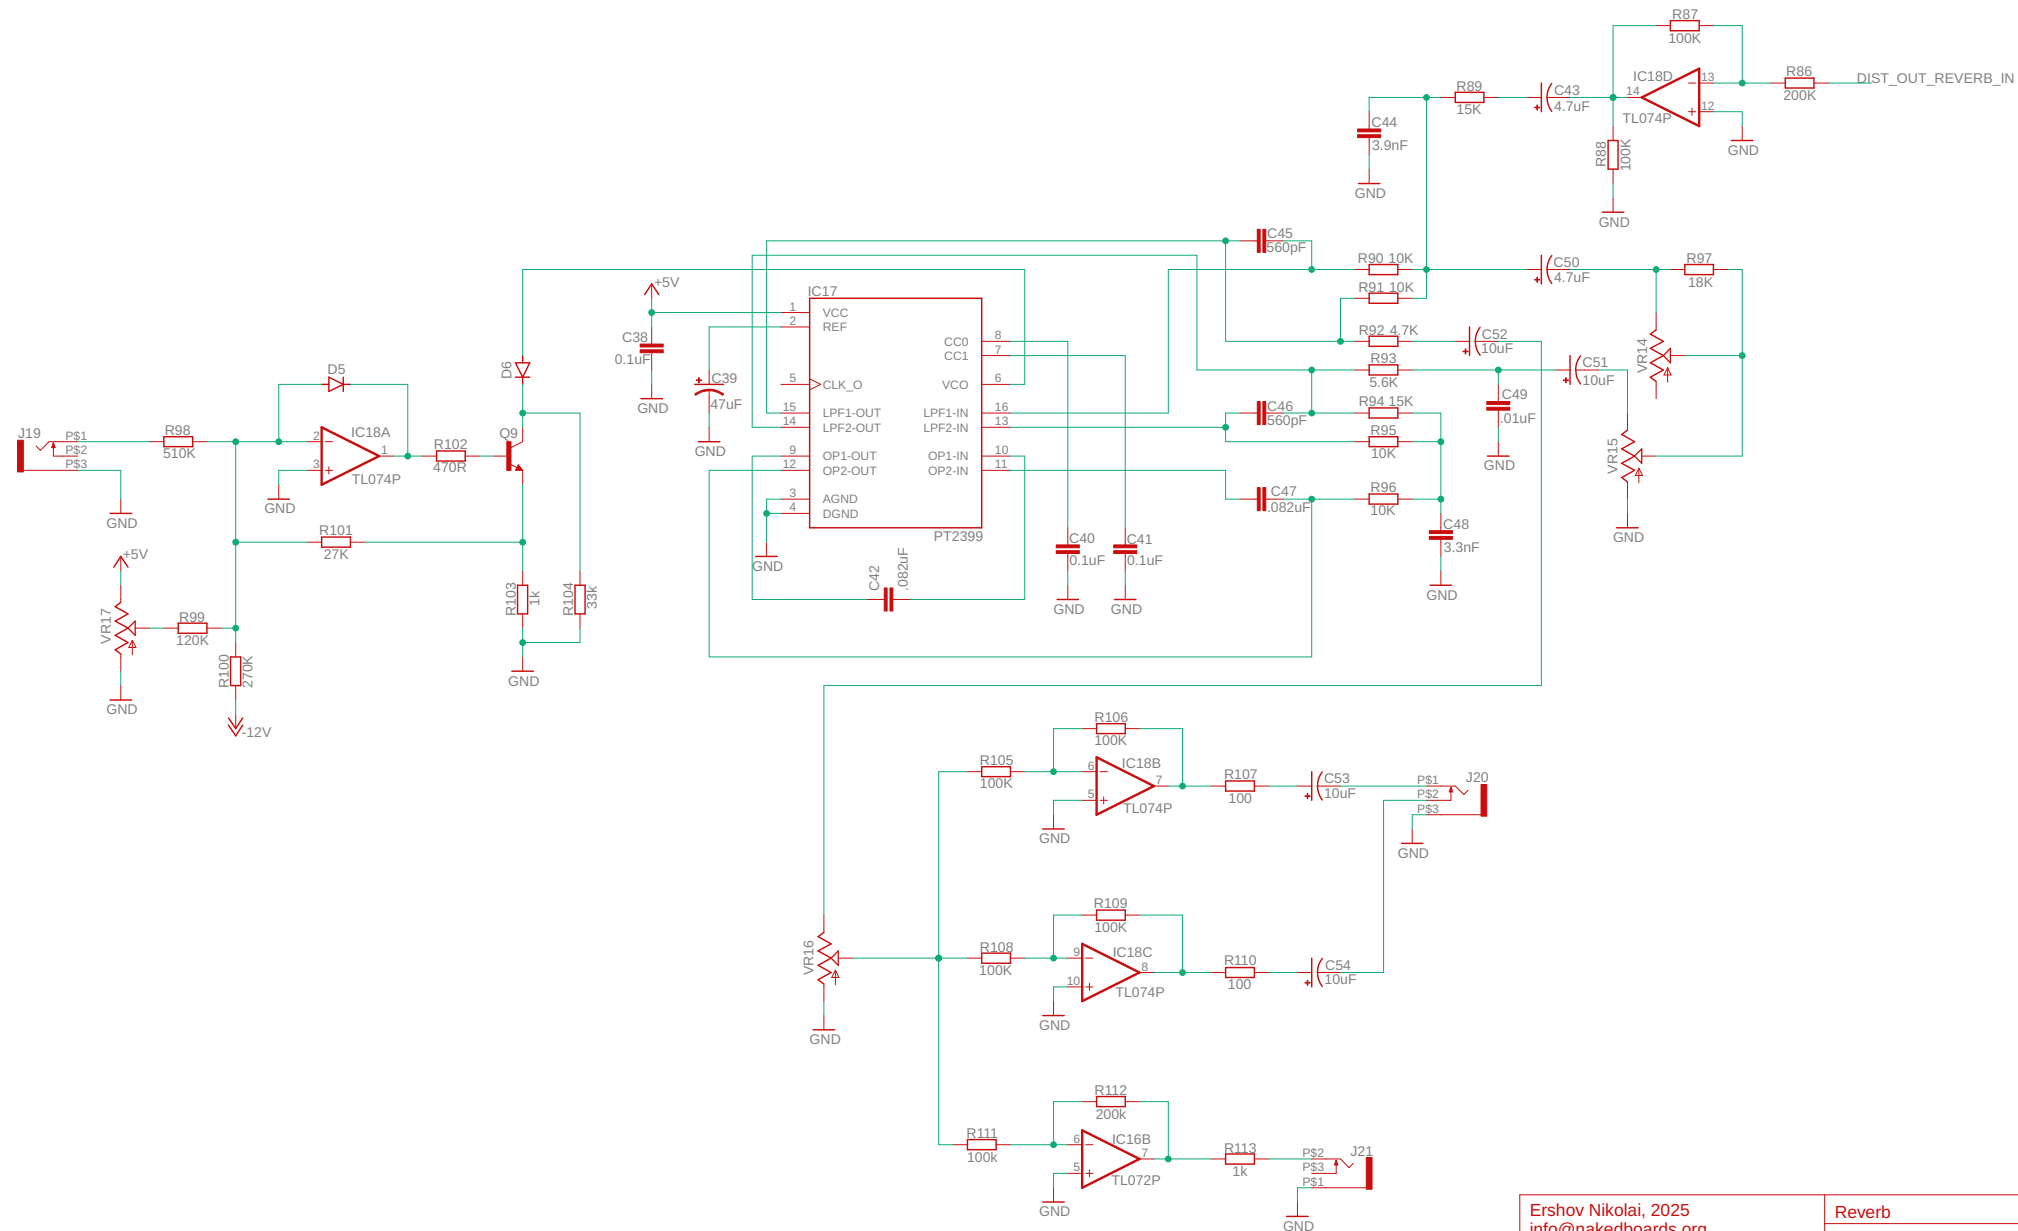 R87
100K
IC18D
13
14
12
TL074P
R86
200K
DIST_OUT_REVERB_IN
GND
R88
100K
GND
C43
4.7uF
R89
15K
C44
3.9nF
GND
C45
560pF
R90 10K
R91 10K
C50
4.7uF
R97
18K
VR14
R92 4.7K
C52
10uF
R93
5.6K
C51
10uF
C49
.01uF
GND
VR15
GND
C46
560pF
R94 15K
R95
10K
C47
.082uF
R96
10K
C48
3.3nF
GND
+5V
C38
0.1uF
GND
C39
47uF
GND
IC17
1
VCC
2
REF
5
CLK_O
15
LPF1-OUT
14
LPF2-OUT
9
OP1-OUT
12
OP2-OUT
3
AGND
4
DGND
CC0
8
CC1
7
VCO
6
LPF1-IN
16
LPF2-IN
13
OP1-IN
10
OP2-IN
11
PT2399
GND
C42
.082uF
C40
0.1uF
GND
C41
0.1uF
GND
D6
D5
J19
P$1
P$2
P$3
GND
R98
510K
IC18A
2
3
1
TL074P
GND
R102
470R
Q9
R101
27K
R103
1k
R104
33k
GND
+5V
VR17
GND
R99
120K
R100
270K
-12V
VR16
GND
R105
100K
R106
100K
IC18B
6
5
7
TL074P
GND
R107
100
C53
10uF
P$1
P$2
P$3
J20
GND
R108
100K
R109
100K
IC18C
9
10
8
TL074P
GND
R110
100
C54
10uF
R111
100k
R112
200k
IC16B
6
5
7
TL072P
GND
R113
1k
P$2
P$3
P$1
J21
GND
Ershov Nikolai, 2025
info@nakedboards.org
Reverb